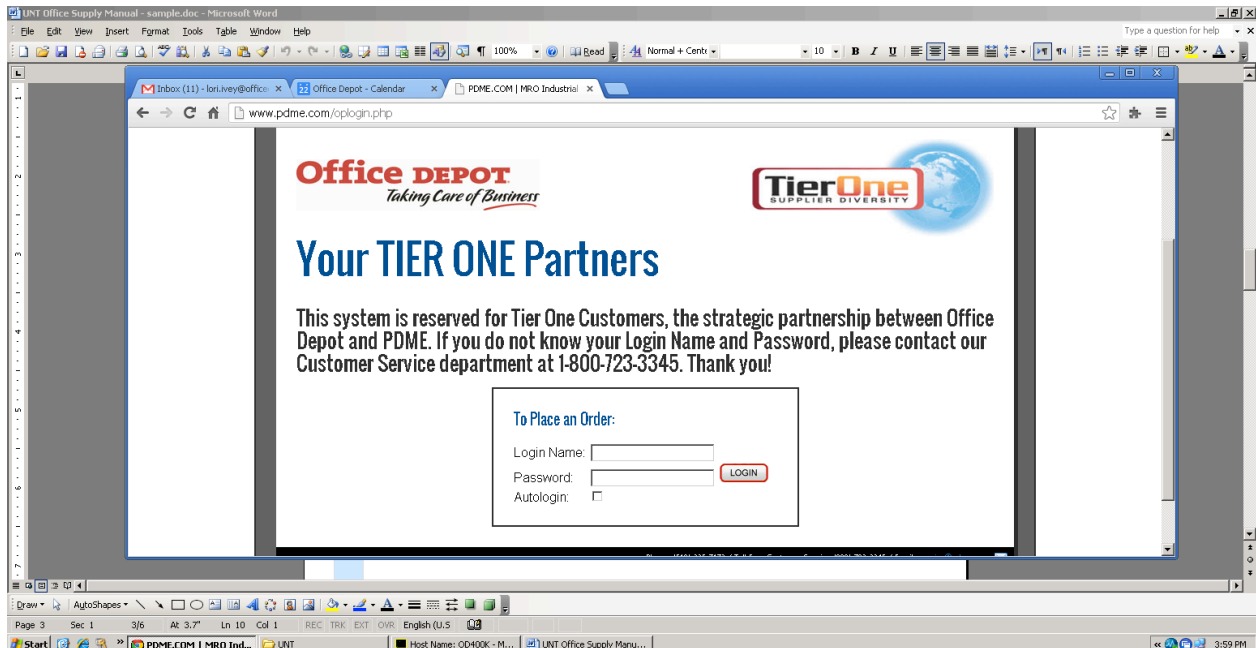 UNT Office Supply Manual - sample.doc - Microsoft Word
File Edit View Insert Format Tools Table Window Help
Type a question for help
100%
Read
Normal + Cente
10
B I U
Inbox (11) - lori.ivey@office
22 Office Depot - Calendar
PDME.COM | MRO Industrial
www.pdme.com/oplogin.php
Office DEPOT
Taking Care of Business
TierOne
SUPPLIER DIVERSITY
Your TIER ONE Partners
This system is reserved for Tier One Customers, the strategic partnership between Office
Depot and PDME. If you do not know your Login Name and Password, please contact our
Customer Service department at 1-800-723-3345. Thank you!
To Place an Order:
Login Name:
Password:
LOGIN
Autologin:
Draw AutoShapes
Page 3 Sec 1 3/6 At 3.7" Ln 10 Col 1 REC TRK EXT OVR English (U.S
Start PDME.COM | MRO Ind... UNT Host Name: OD400K - M... UNT Office Supply Manu... 3:59 PM